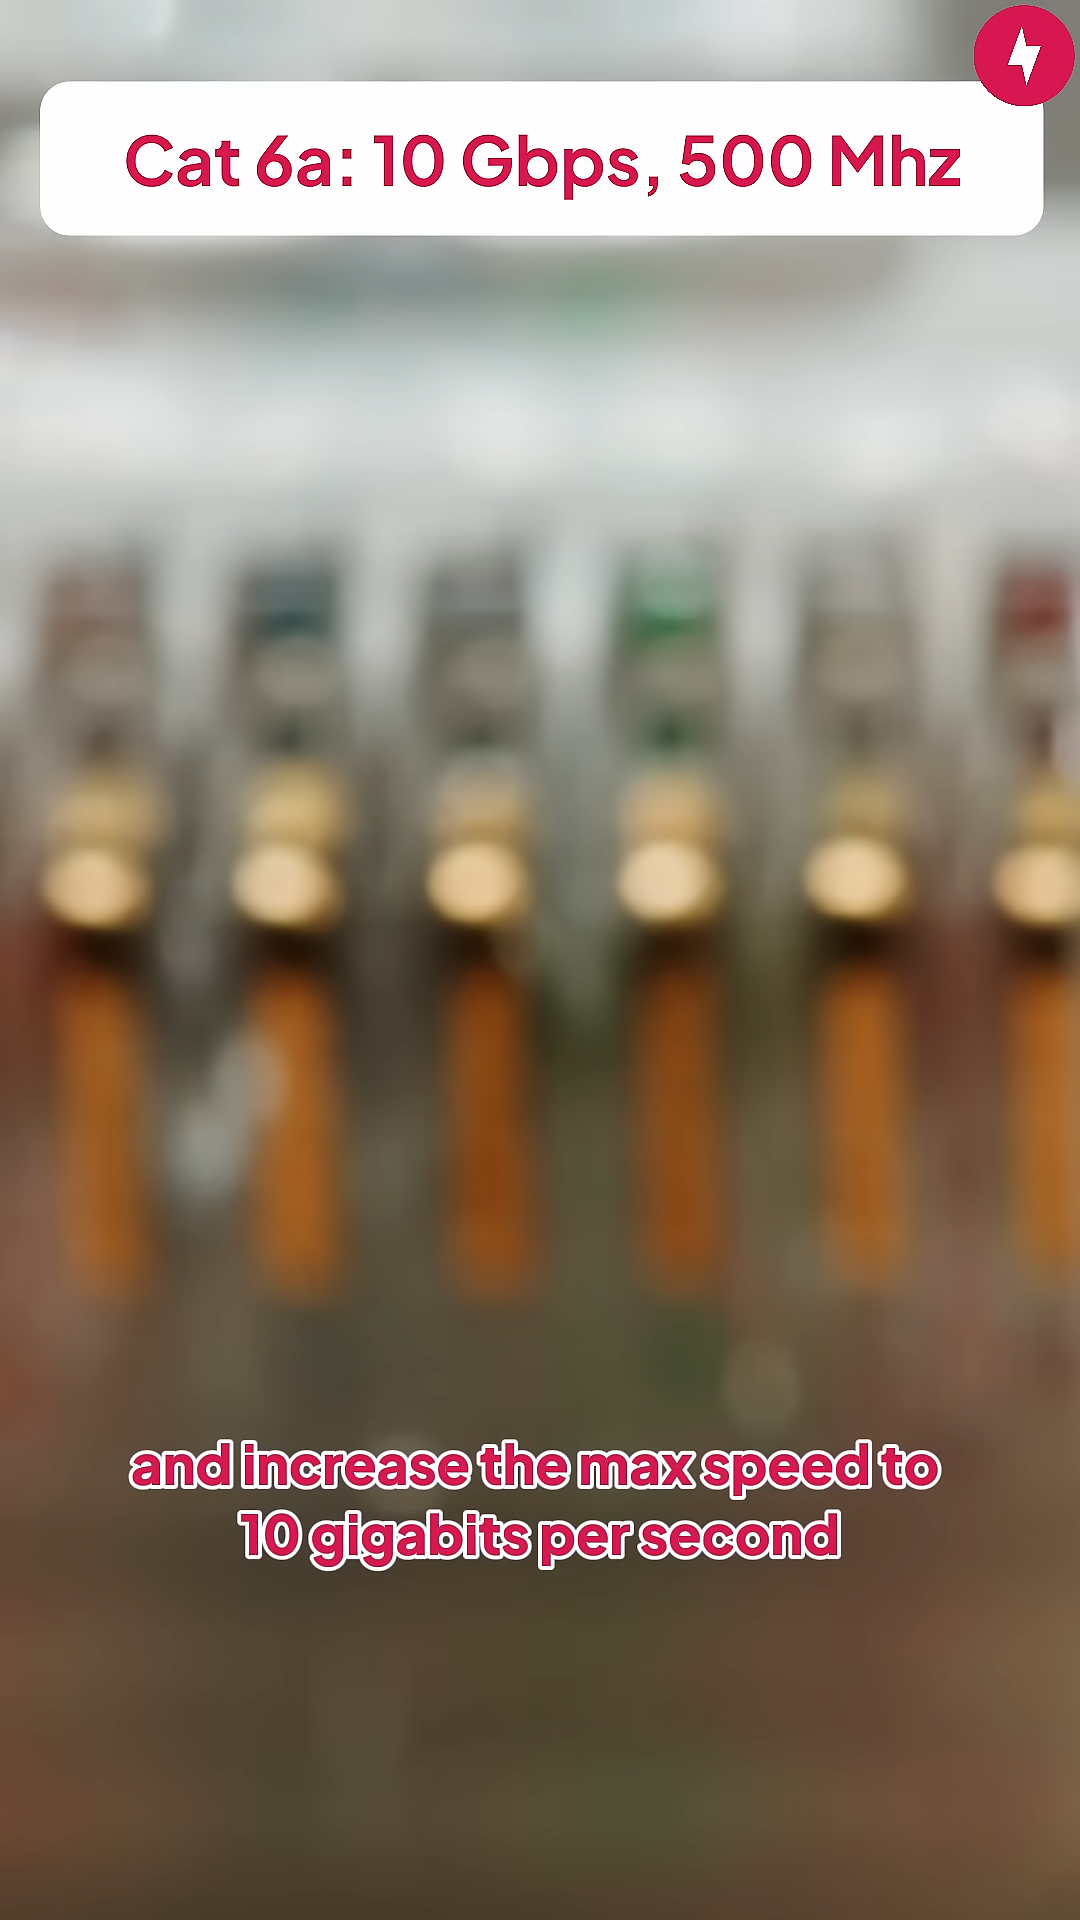 Cat 6a: 10 Gbps, 500 Mhz
and increase the max speed to
10 gigabits per second